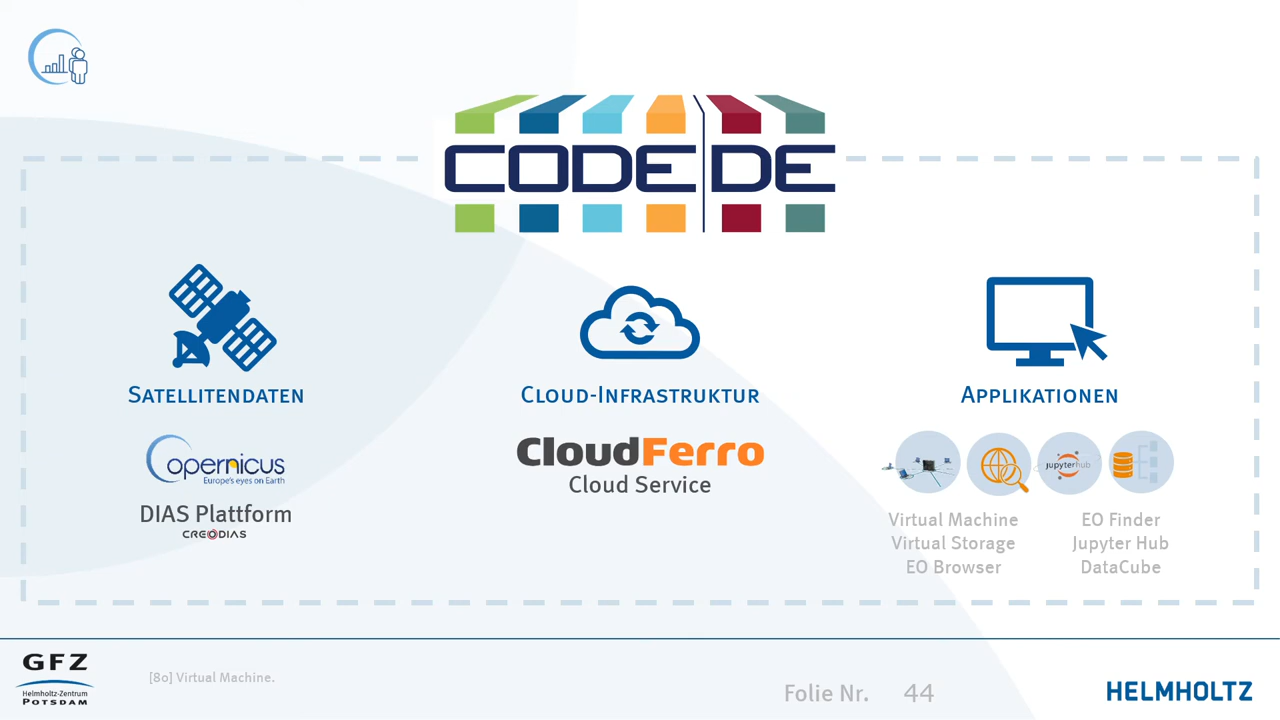 CODE DE
SATELLITENDATEN
CLOUD-INFRASTRUKTUR
APPLIKATIONEN
Copernicus
Europe's eyes on Earth
DIAS Plattform
CREODIAS
CloudFerro
Cloud Service
jupyterhub
Virtual Machine
Virtual Storage
EO Browser
EO Finder
Jupyter Hub
DataCube
GFZ
Helmholtz-Zentrum
POTSDAM
[80] Virtual Machine.
Folie Nr. 44
HELMHOLTZ